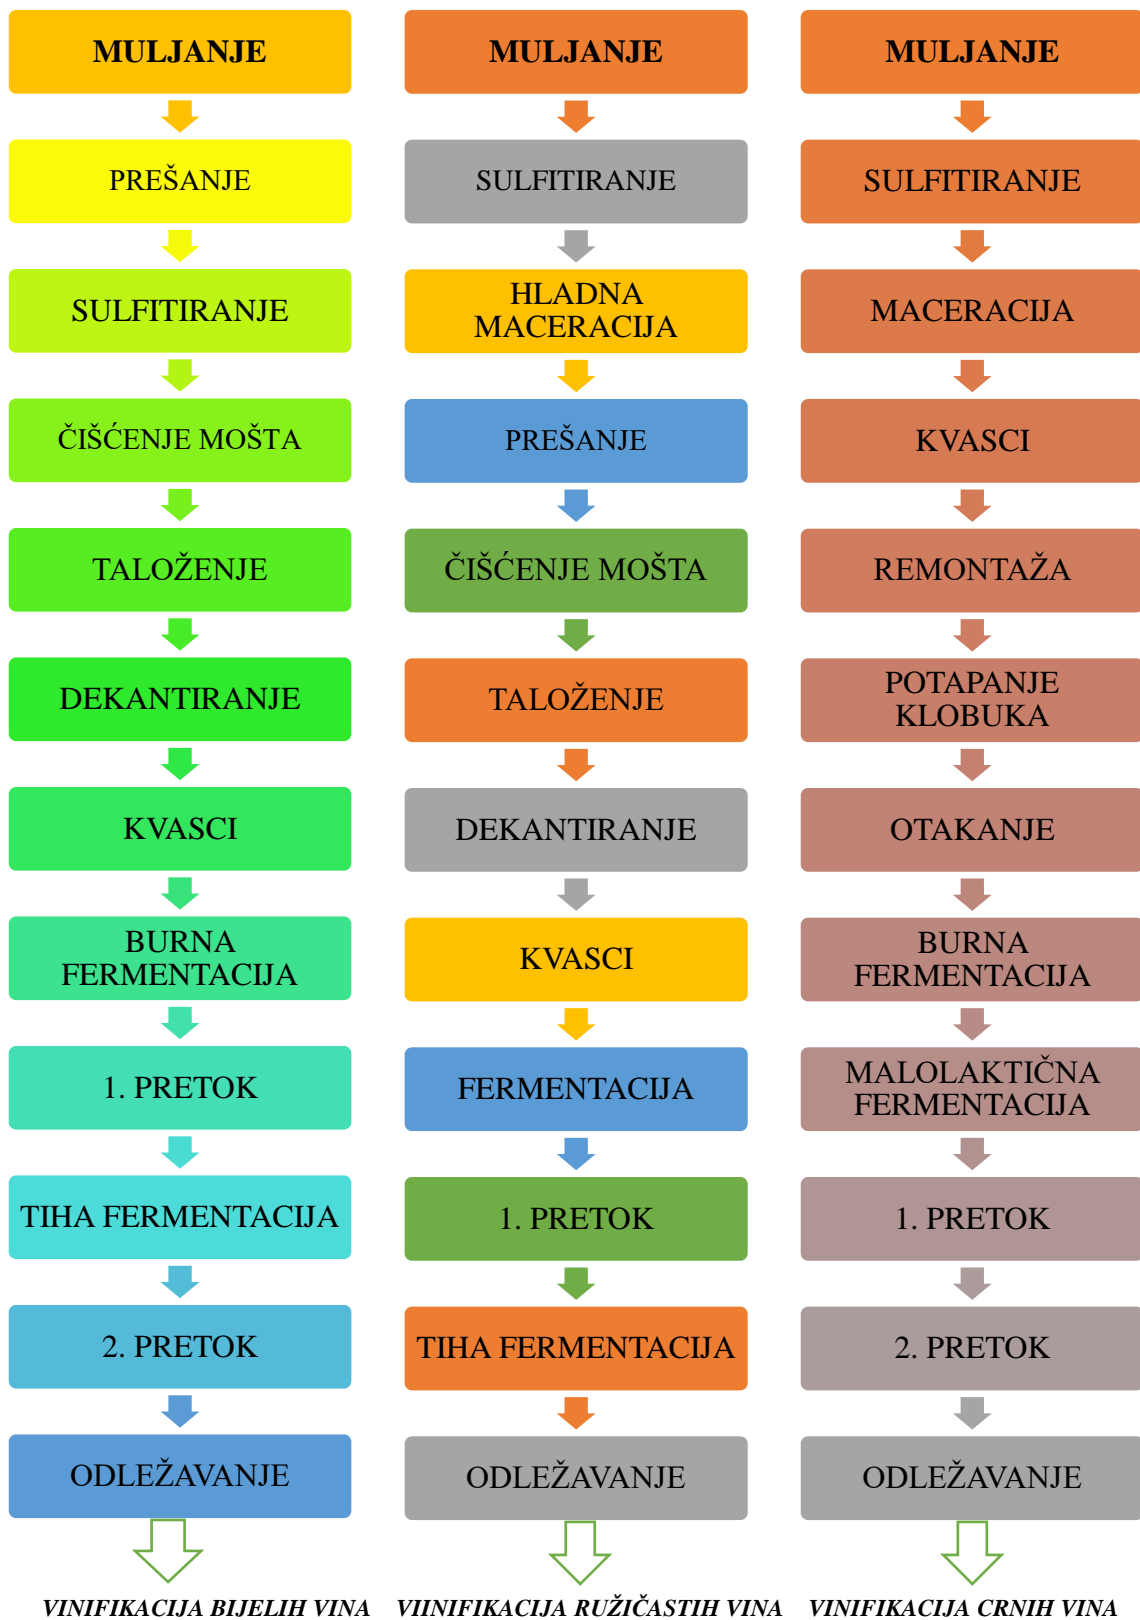 MULJANJE
PREŠANJE
SULFITIRANJE
ČIŠĆENJE MOŠTA
TALOŽENJE
DEKANTIRANJE
KVASCI
BURNA
FERMENTACIJA
1. PRETOK
TIHA FERMENTACIJA
2. PRETOK
ODLEŽAVANJE
VINIFIKACIJA BIJELIH VINA
MULJANJE
SULFITIRANJE
HLADNA
MACERACIJA
PREŠANJE
ČIŠĆENJE MOŠTA
TALOŽENJE
DEKANTIRANJE
KVASCI
FERMENTACIJA
1. PRETOK
TIHA FERMENTACIJA
ODLEŽAVANJE
VIINIFIKACIJA RUŽIČASTIH VINA
MULJANJE
SULFITIRANJE
MACERACIJA
KVASCI
REMONTAŽA
POTAPANJE
KLOBUKA
OTAKANJE
BURNA
FERMENTACIJA
MALOLAKTIČNA
FERMENTACIJA
1. PRETOK
2. PRETOK
ODLEŽAVANJE
VINIFIKACIJA CRNIH VINA